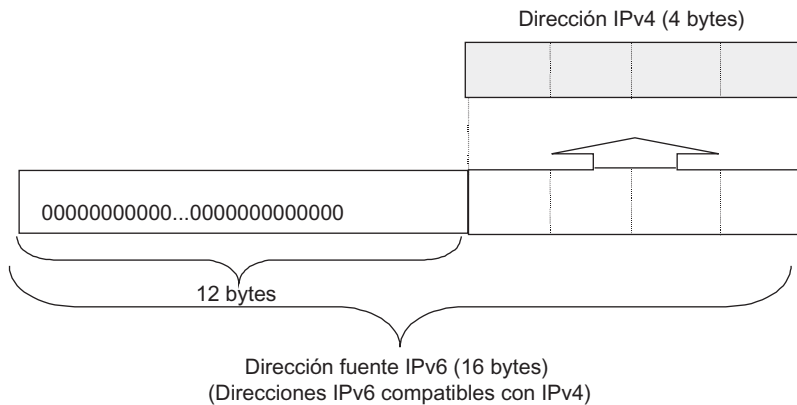 Dirección IPv4 (4 bytes)
00000000000...0000000000000
12 bytes
Dirección fuente IPv6 (16 bytes)
(Direcciones IPv6 compatibles con IPv4)